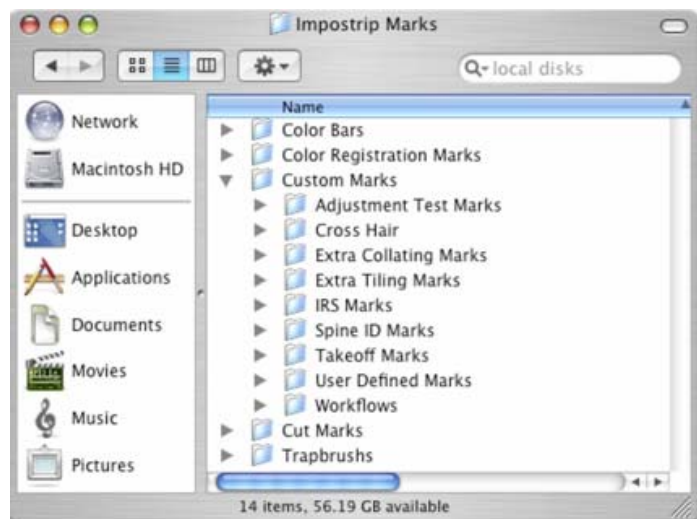 Impostrip Marks
local disks
Network
Macintosh HD
Desktop
Applications
Documents
Movies
Music
Pictures
Name
Color Bars
Color Registration Marks
Custom Marks
Adjustment Test Marks
Cross Hair
Extra Collating Marks
Extra Tiling Marks
IRS Marks
Spine ID Marks
Takeoff Marks
User Defined Marks
Workflows
Cut Marks
Trapbrushs
14 items, 56.19 GB available